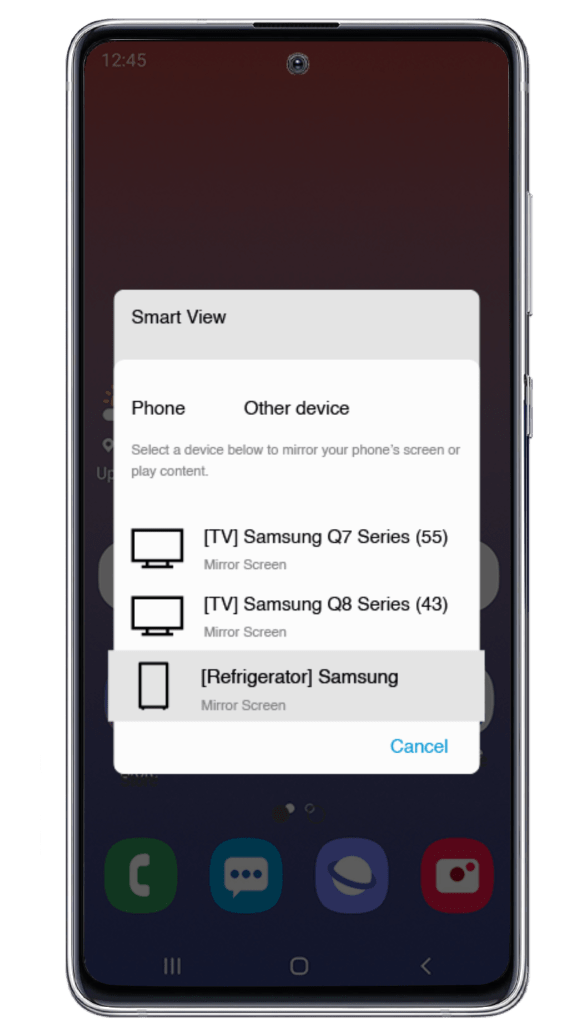 12:45
Smart View
Phone Other device
Select a device below to mirror your phone's screen or
play content.
[TV] Samsung Q7 Series (55)
Mirror Screen
[TV] Samsung Q8 Series (43)
Mirror Screen
[Refrigerator] Samsung
Mirror Screen
Cancel